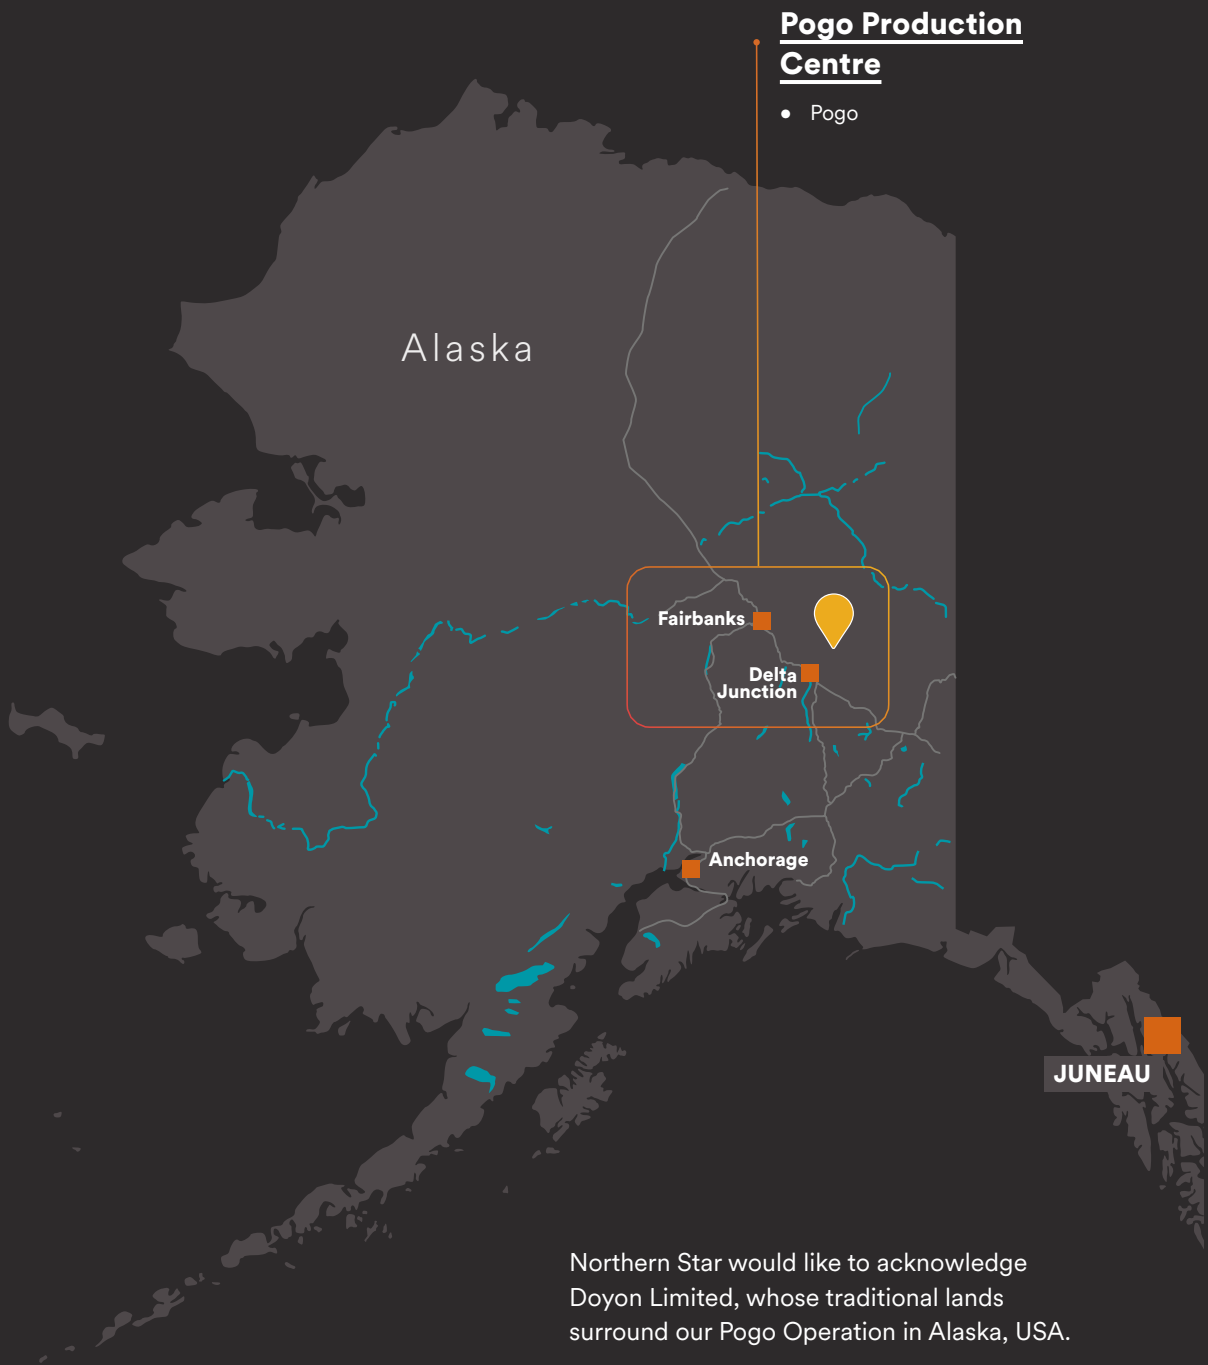 Pogo Production
Centre
• Pogo
Alaska
Fairbanks
Delta
Junction
Anchorage
JUNEAU
Northern Star would like to acknowledge
Doyon Limited, whose traditional lands
surround our Pogo Operation in Alaska, USA.